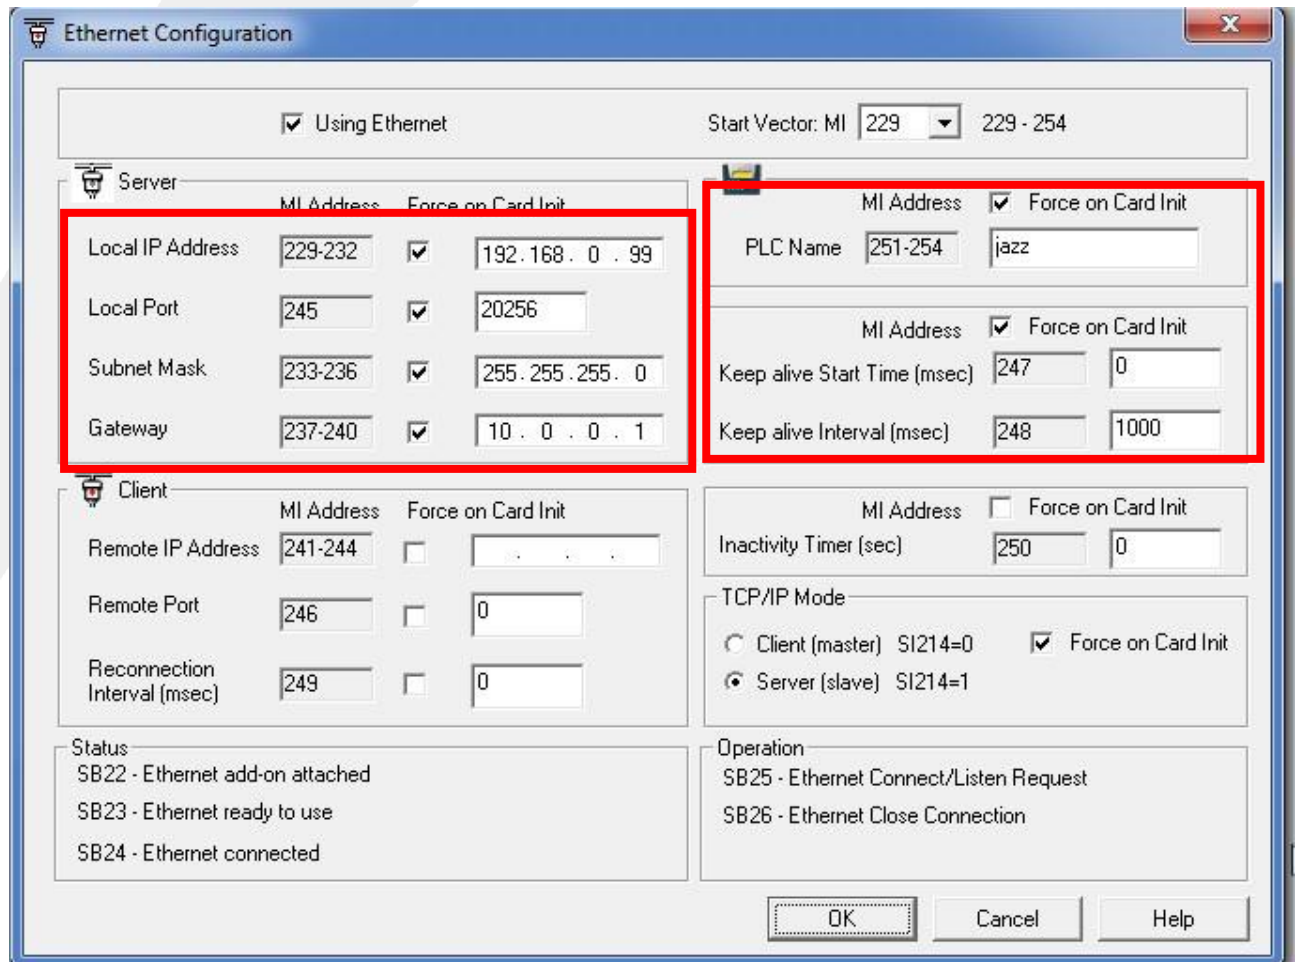 Ethernet Configuration
X
Using Ethernet
Start Vector: MI 229 229 - 254
Server
MI Address Force on Card Init
Local IP Address 229-232 192.168. 0 . 99
Local Port 245 20256
Subnet Mask 233-236 255.255.255. 0
Gateway 237-240 10 . 0 . 0 . 1
MI Address Force on Card Init
PLC Name 251-254 jazz
MI Address Force on Card Init
Keep alive Start Time (msec) 247 0
Keep alive Interval (msec) 248 1000
Client
MI Address Force on Card Init
Remote IP Address 241-244 . . .
Remote Port 246 0
Reconnection
Interval (msec) 249 0
MI Address Force on Card Init
Inactivity Timer (sec) 250 0
TCP/IP Mode
Client (master) SI214=0 Force on Card Init
Server (slave) SI214=1
Status
SB22 - Ethernet add-on attached
SB23 - Ethernet ready to use
SB24 - Ethernet connected
Operation
SB25 - Ethernet Connect/Listen Request
SB26 - Ethernet Close Connection
OK Cancel Help